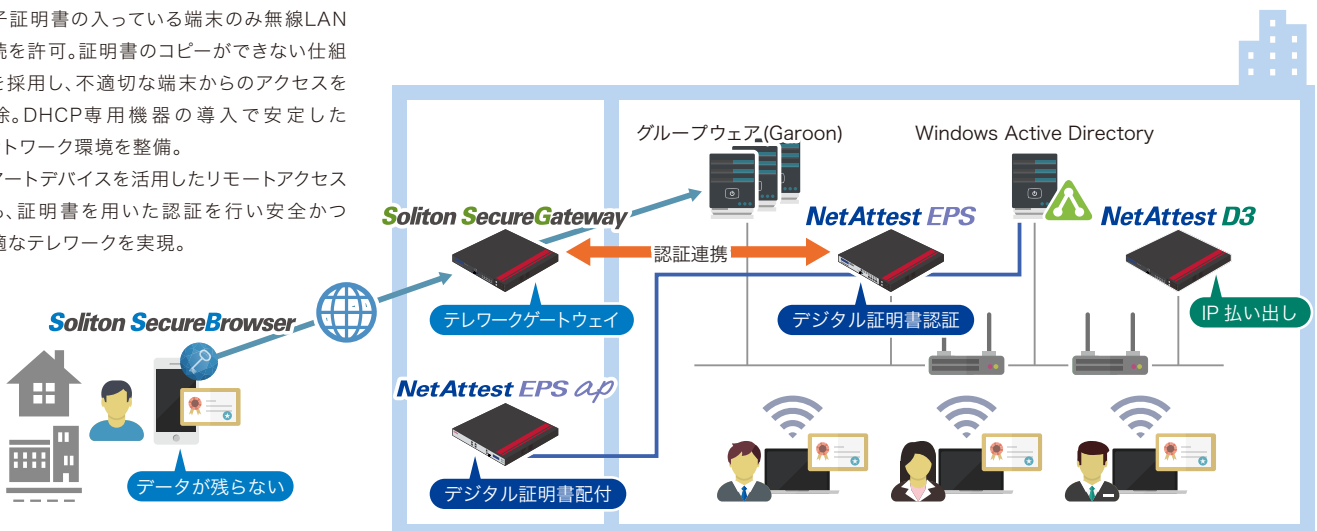 子証明書の入っている端末のみ無線LAN
続を許可。証明書のコピーができない仕組
を採用し、不適切な端末からのアクセスを
除。DHCP専用機器の導入で安定した
ットワーク環境を整備。
マートデバイスを活用したリモートアクセス
、証明書を用いた認証を行い安全かつ
適なテレワークを実現。
グループウェア(Garoon)
Windows Active Directory
Soliton SecureGateway
NetAttest EPS
NetAttest D3
認証連携
テレワークゲートウェイ
デジタル証明書認証
IP 払い出し
Soliton SecureBrowser
NetAttest EPS ap
データが残らない
デジタル証明書配付